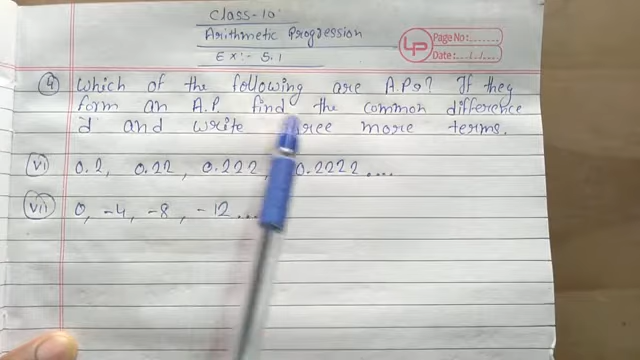 Class-10
Arithmetic Progression
Ex:- 5.1
LP
Page No:.......
Date: .../.../...
(4) Which of the following are A.Ps? If they
form an A.P. find the common difference
d and write more terms.
(vi) 0.2, 0.22, 0.222, 0.2222....
(vii) 0, -4, -8, -12...